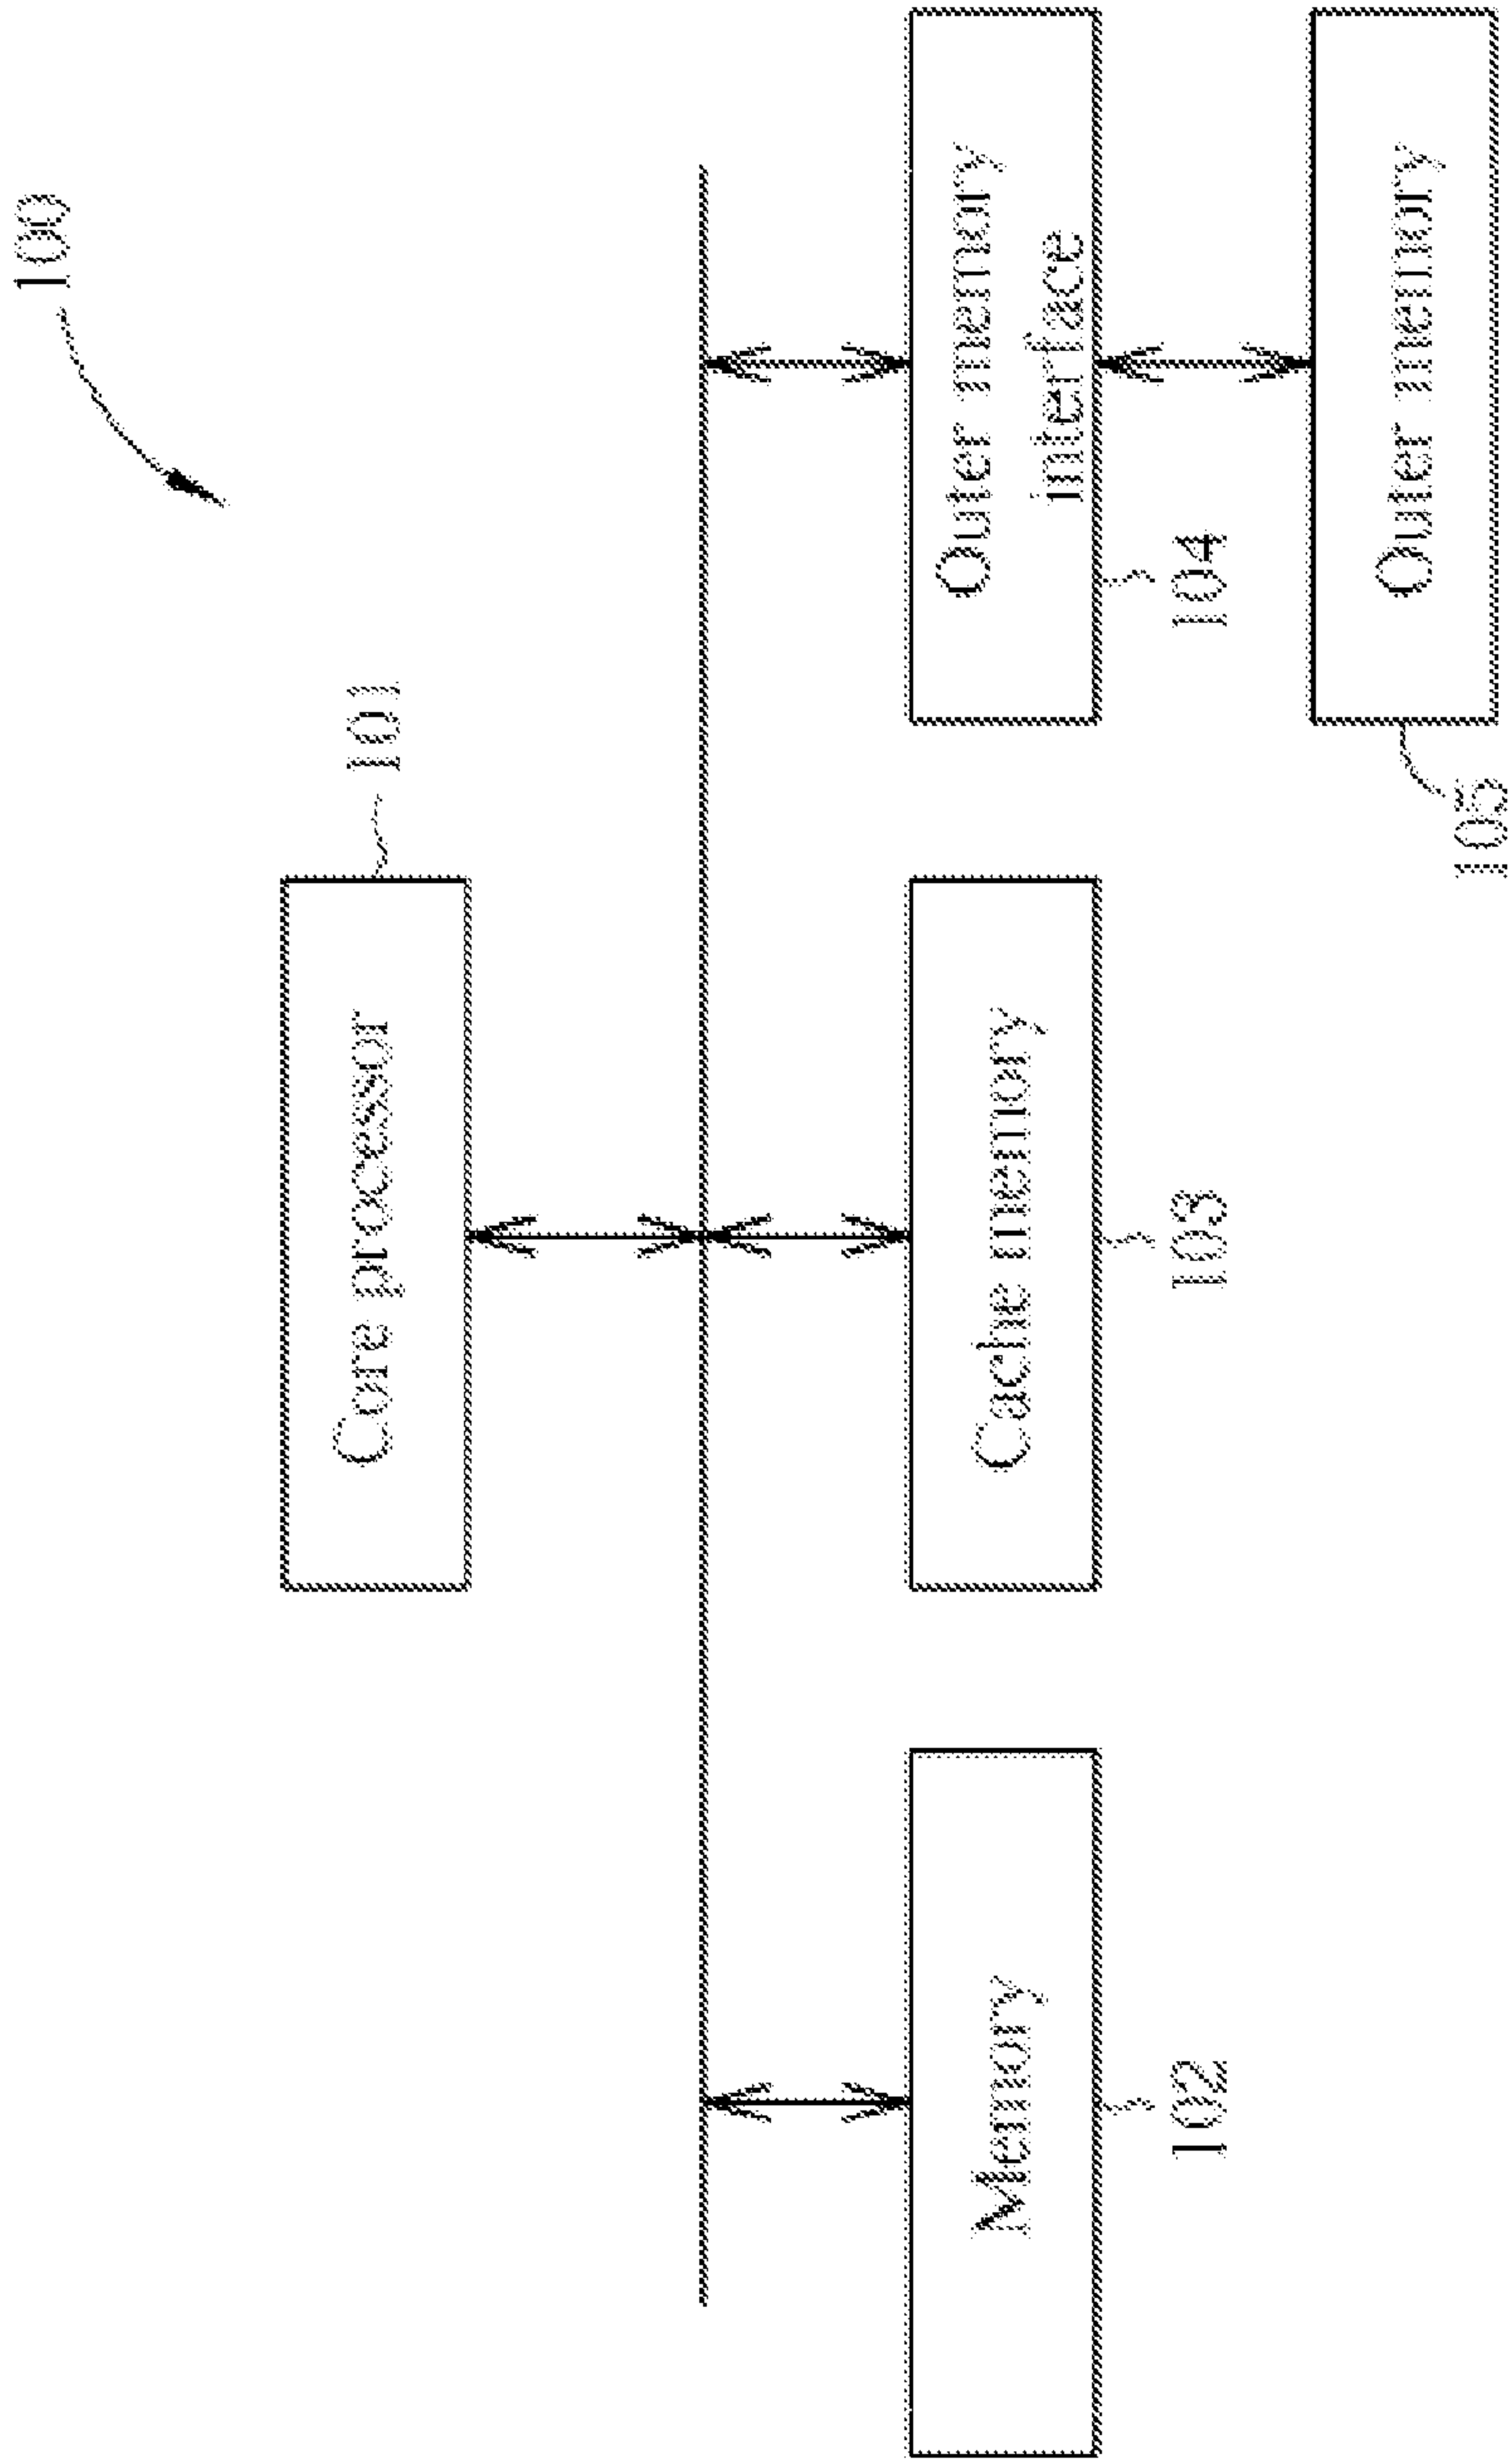 100
Core processor
101
Memory
102
Cache memory
103
Outer memory
interface
104
Outer memory
105